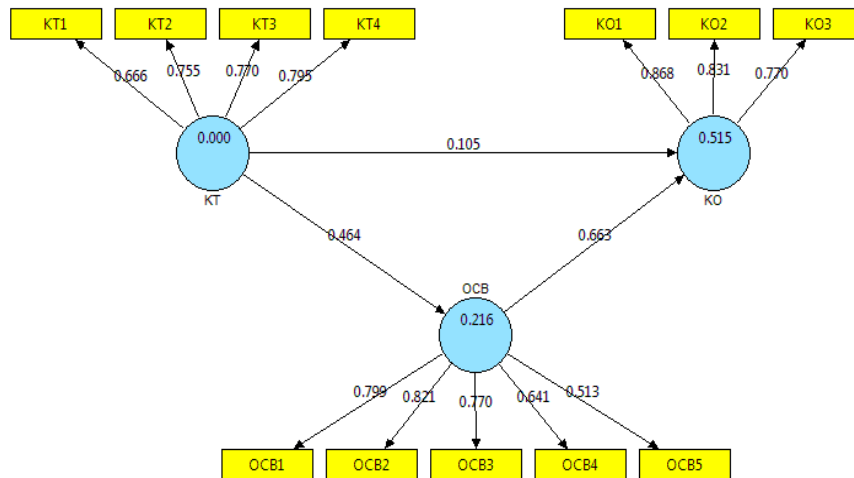 KT1 KT2 KT3 KT4 KO1 KO2 KO3
0.666 0.755 0.770 0.795 0.868 0.831 0.770
0.000 0.105 0.515
KT KO
0.464 0.663
OCB
0.216
0.799 0.821 0.770 0.641 0.513
OCB1 OCB2 OCB3 OCB4 OCB5